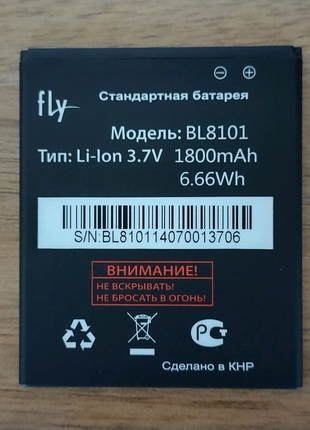 fly
Стандартная батарея
Модель: BL8101
Тип: Li-Ion 3.7V 1800mAh
6.66Wh
S/N:BL810114070013706
ВНИМАНИЕ!
НЕ ВСКРЫВАТЬ!
НЕ БРОСАТЬ В ОГОНЬ!
Сделано в КНР